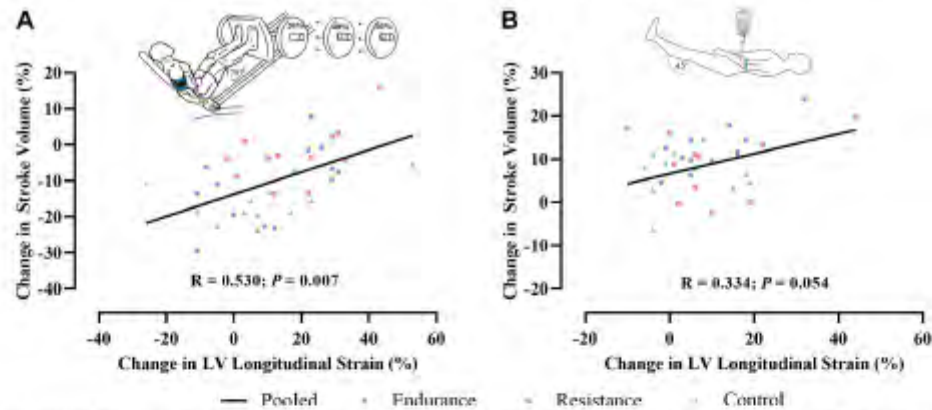 A
B
20
10
0
-10
-20
-30
-40
Change in Stroke Volume (%)
R = 0.530; P = 0.007
-40 -20 0 20 40 60
Change in LV Longitudinal Strain (%)
30
20
10
0
-10
-20
Change in Stroke Volume (%)
45°
R = 0.334; P = 0.054
-20 0 20 40 60
Change in LV Longitudinal Strain (%)
Pooled Endurance Resistance Control